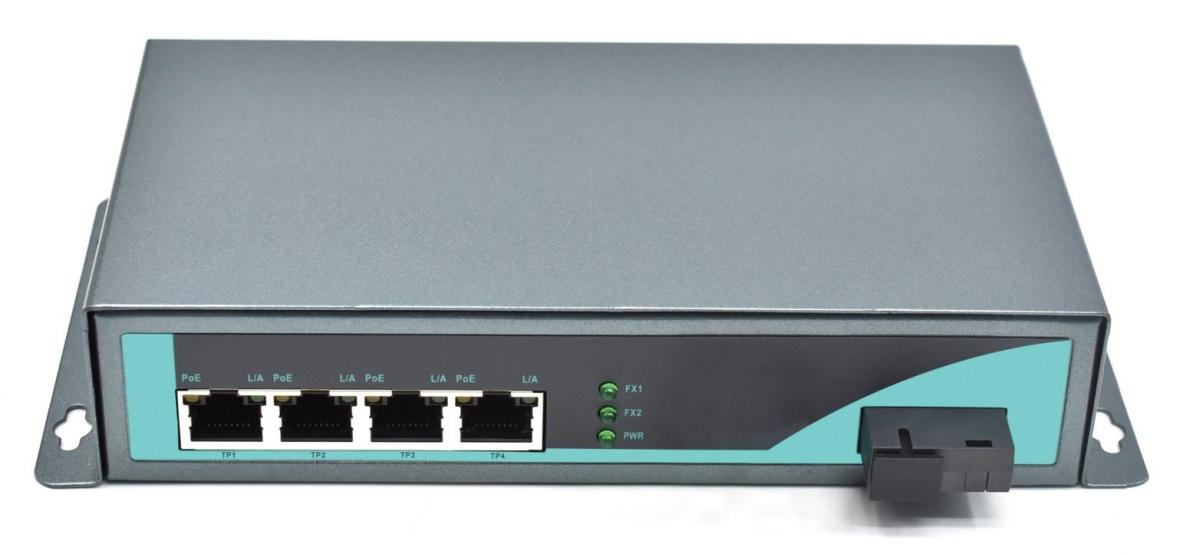 PoE L/A PoE L/A PoE L/A PoE L/A
TP1 TP2 TP3 TP4
FX1
FX2
PWR